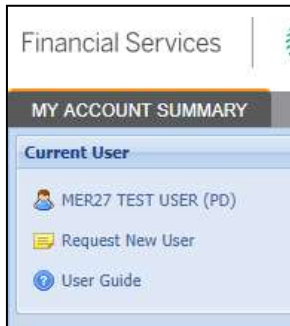 Financial Services
MY ACCOUNT SUMMARY
Current User
MER27 TEST USER (PD)
Request New User
User Guide